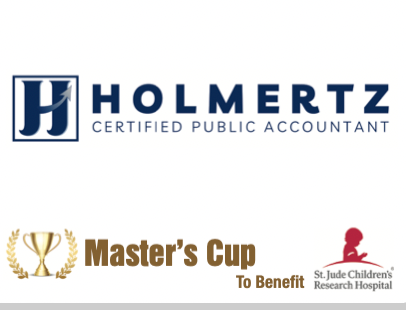 H
HOLMERTZ
CERTIFIED PUBLIC ACCOUNTANT
Master's Cup
To Benefit
St. Jude Children's
Research Hospital